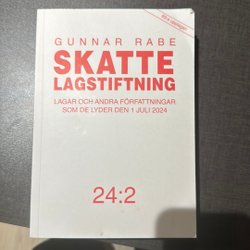 GUNNAR RABE
SKATTE
LAGSTIFTNING
LAGAR OCH ANDRA FÖRFATTNINGAR
SOM DE LYDER DEN 1 JULI 2024
24:2